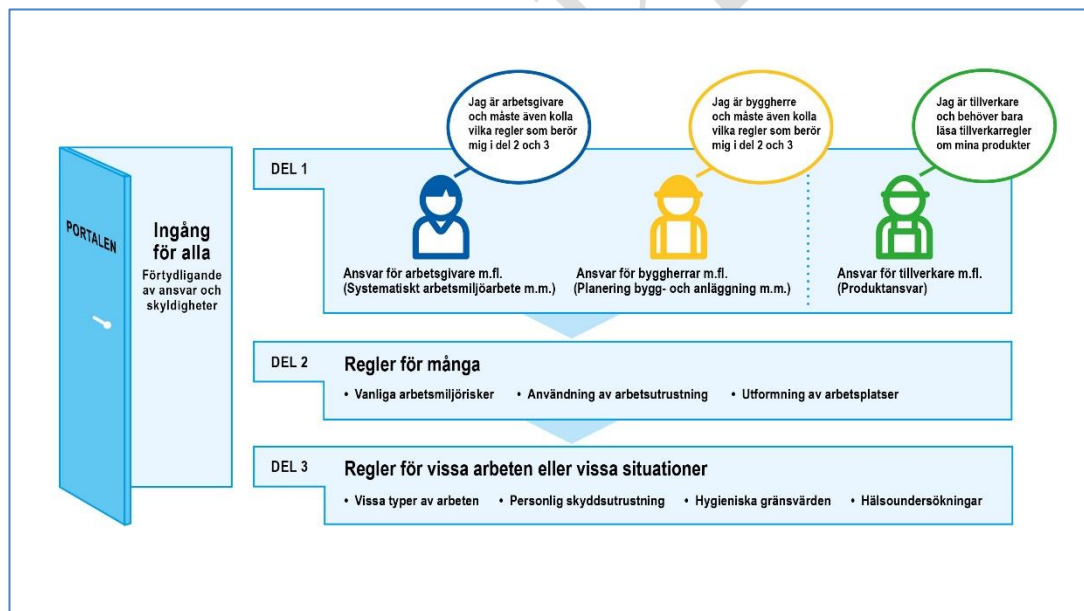 PORTALEN
Ingång
för alla
Förtydligande
av ansvar och
skyldigheter
DEL 1
Jag är arbetsgivare
och måste även kolla
vilka regler som berör
mig i del 2 och 3
Jag är byggherre
och måste även kolla
vilka regler som berör
mig i del 2 och 3
Jag är tillverkare
och behöver bara
läsa tillverkarregler
om mina produkter
Ansvar för arbetsgivare m.fl.
(Systematiskt arbetsmiljöarbete m.m.)
Ansvar för byggherrar m.fl.
(Planering bygg- och anläggning m.m.)
Ansvar för tillverkare m.fl.
(Produktansvar)
DEL 2
Regler för många
• Vanliga arbetsmiljörisker • Användning av arbetsutrustning • Utformning av arbetsplatser
DEL 3
Regler för vissa arbeten eller vissa situationer
• Vissa typer av arbeten • Personlig skyddsutrustning • Hygieniska gränsvärden • Hälsoundersökningar